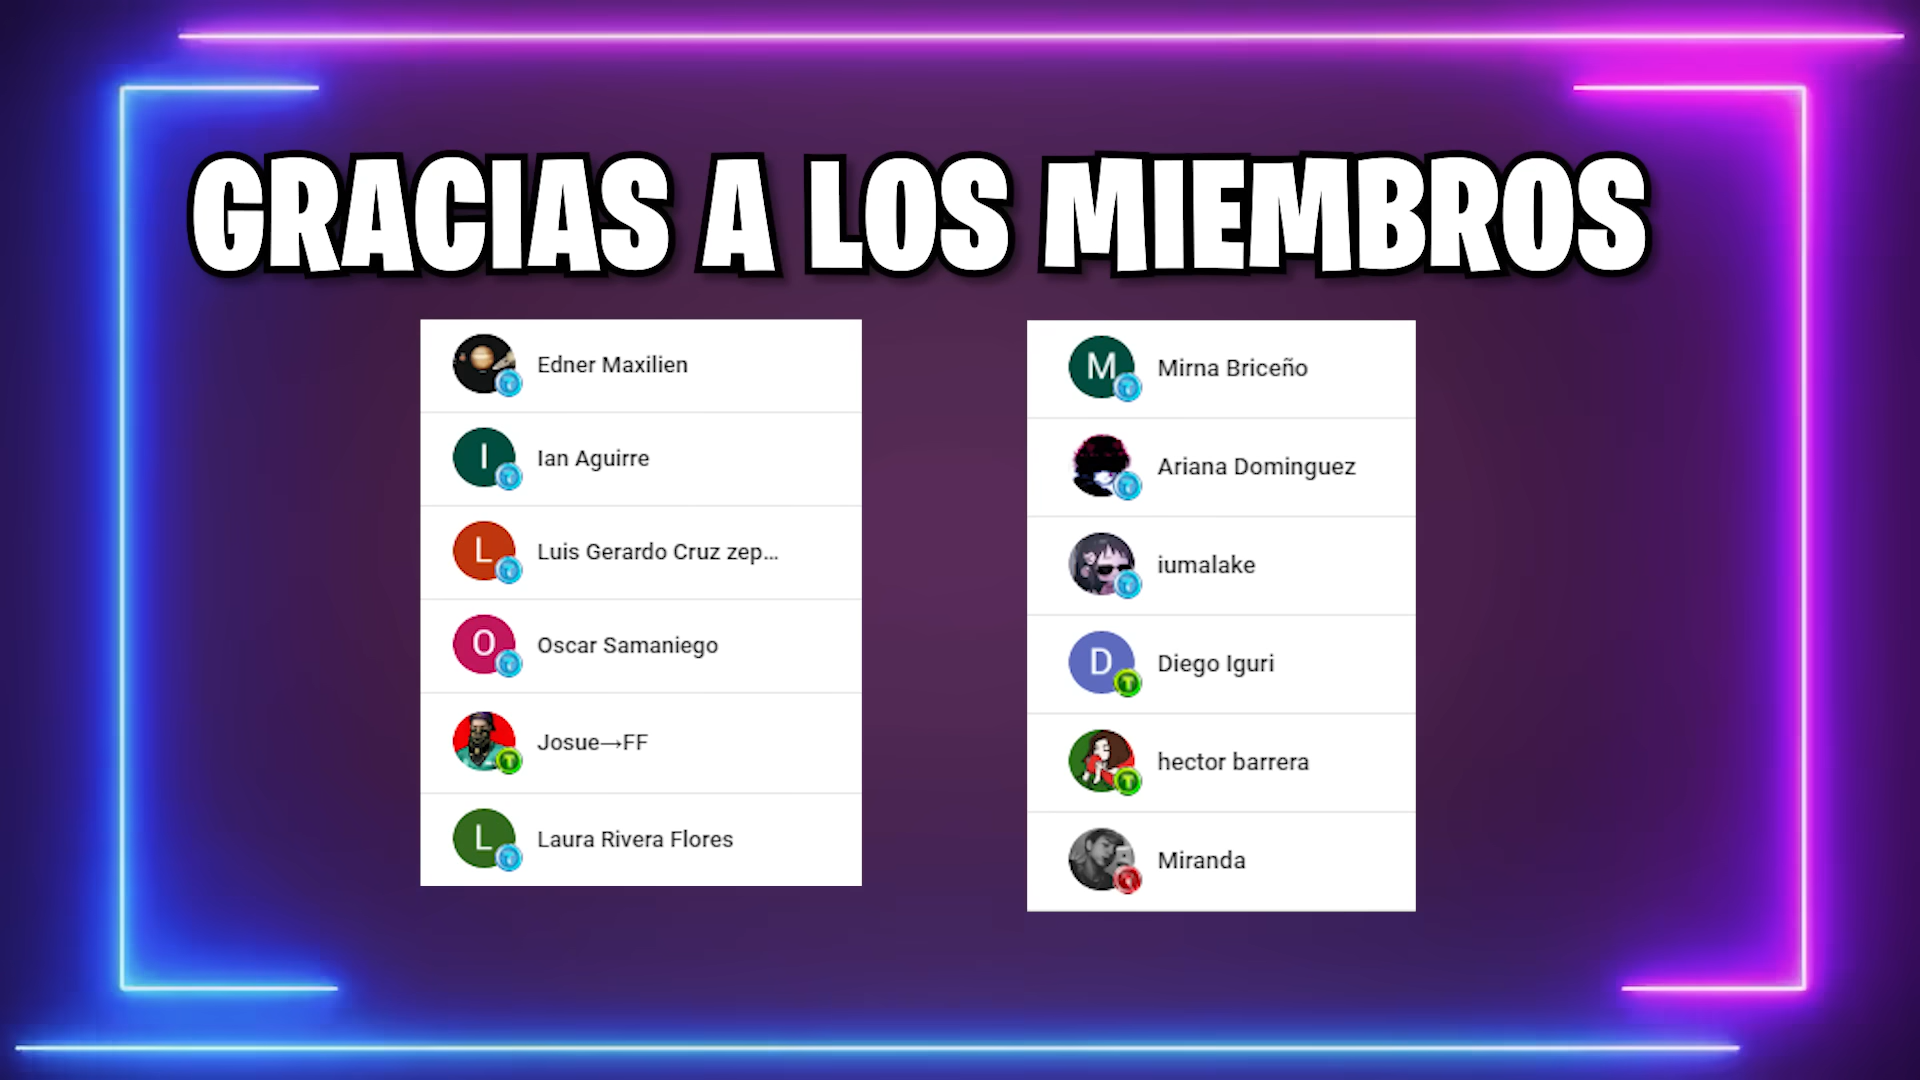 GRACIAS A LOS MIEMBROS
Edner Maxilien
I
Ian Aguirre
L
Luis Gerardo Cruz zep...
O
Oscar Samaniego
T
Josue→FF
L
Laura Rivera Flores
M
Mirna Briceño
Ariana Dominguez
iumalake
D
T
Diego Iguri
T
hector barrera
Miranda